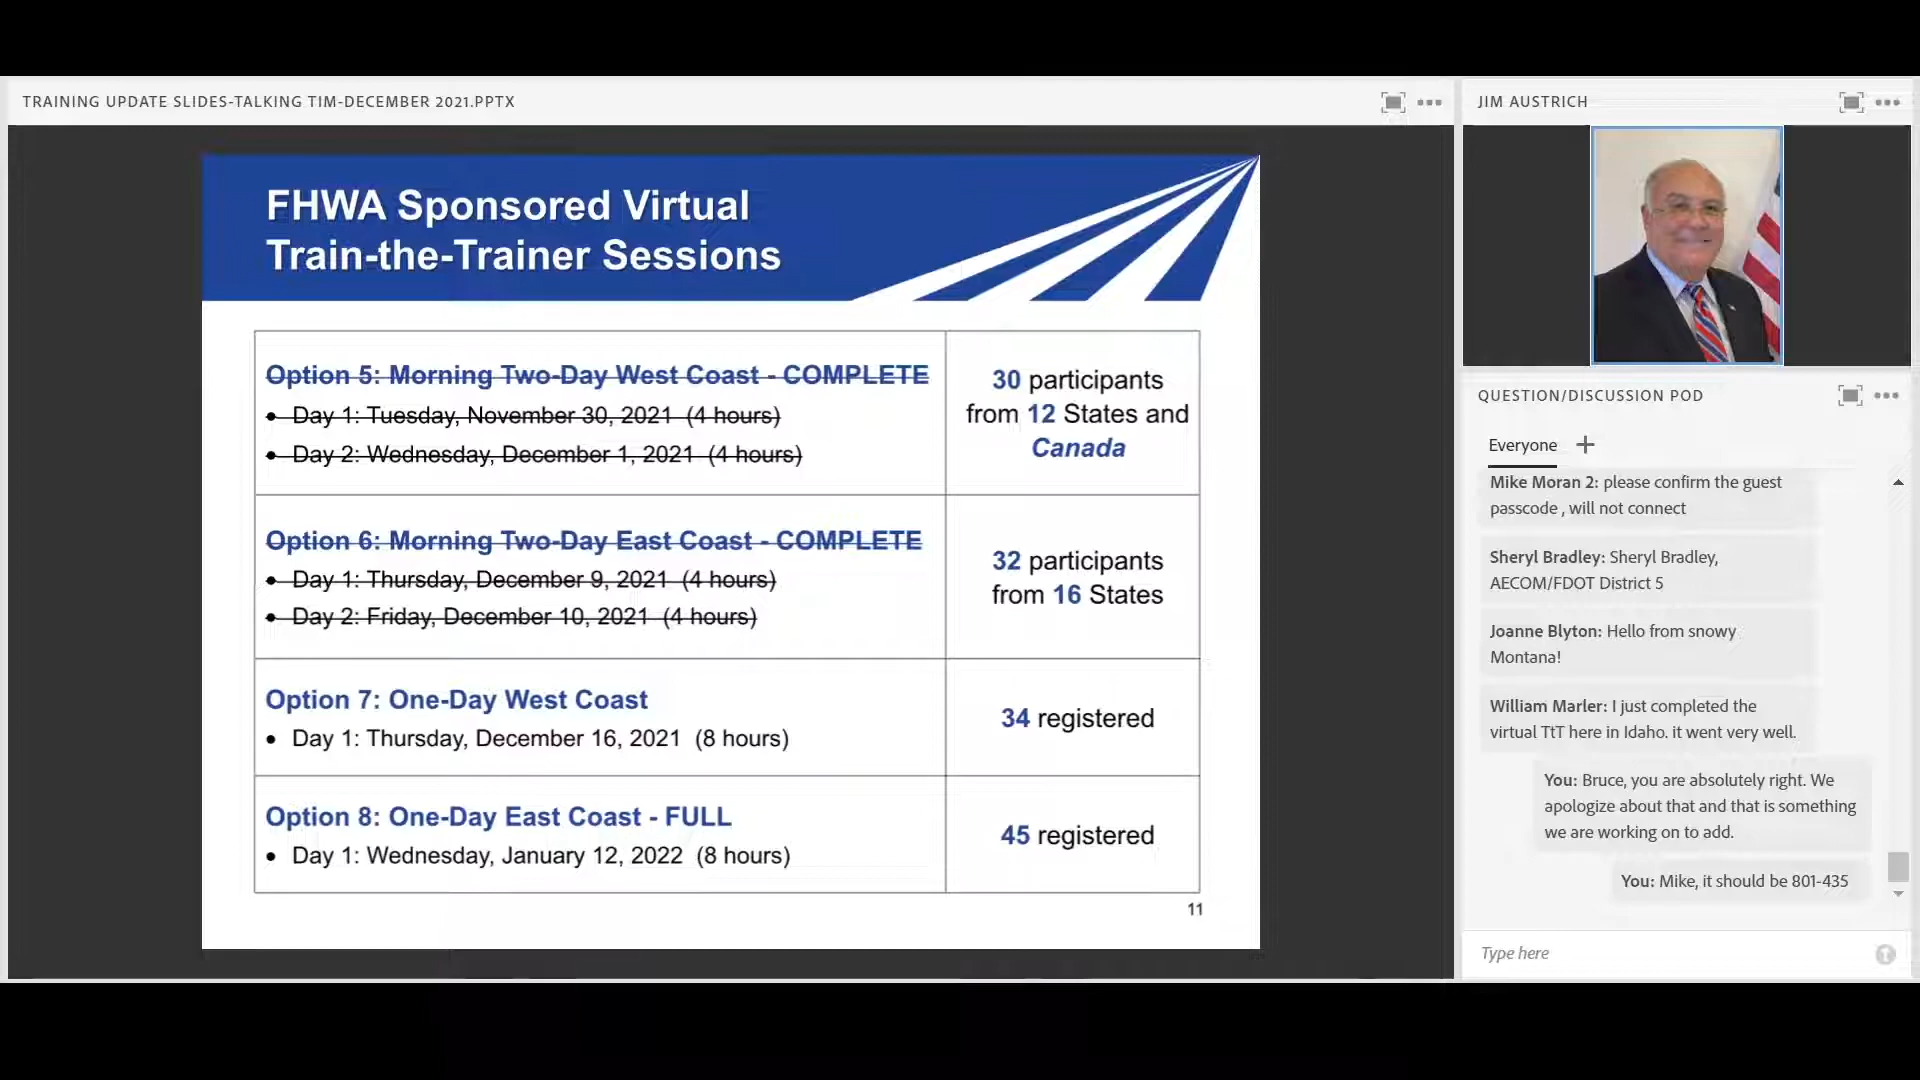 TRAINING UPDATE SLIDES-TALKING TIM-DECEMBER 2021.PPTX
FHWA Sponsored Virtual
Train-the-Trainer Sessions
Option 5: Morning Two-Day West Coast - COMPLETE
• Day 1: Tuesday, November 30, 2021 (4 hours)
• Day 2: Wednesday, December 1, 2021 (4 hours)
30 participants
from 12 States and
Canada
Option 6: Morning Two-Day East Coast - COMPLETE
• Day 1: Thursday, December 9, 2021 (4 hours)
• Day 2: Friday, December 10, 2021 (4 hours)
32 participants
from 16 States
Option 7: One-Day West Coast
• Day 1: Thursday, December 16, 2021 (8 hours)
34 registered
Option 8: One-Day East Coast - FULL
• Day 1: Wednesday, January 12, 2022 (8 hours)
45 registered
11
JIM AUSTRICH
QUESTION/DISCUSSION POD
Everyone
Mike Moran 2: please confirm the guest
passcode , will not connect
Sheryl Bradley: Sheryl Bradley,
AECOM/FDOT District 5
Joanne Blyton: Hello from snowy
Montana!
William Marler: I just completed the
virtual TtT here in Idaho. it went very well.
You: Bruce, you are absolutely right. We
apologize about that and that is something
we are working on to add.
You: Mike, it should be 801-435
Type here